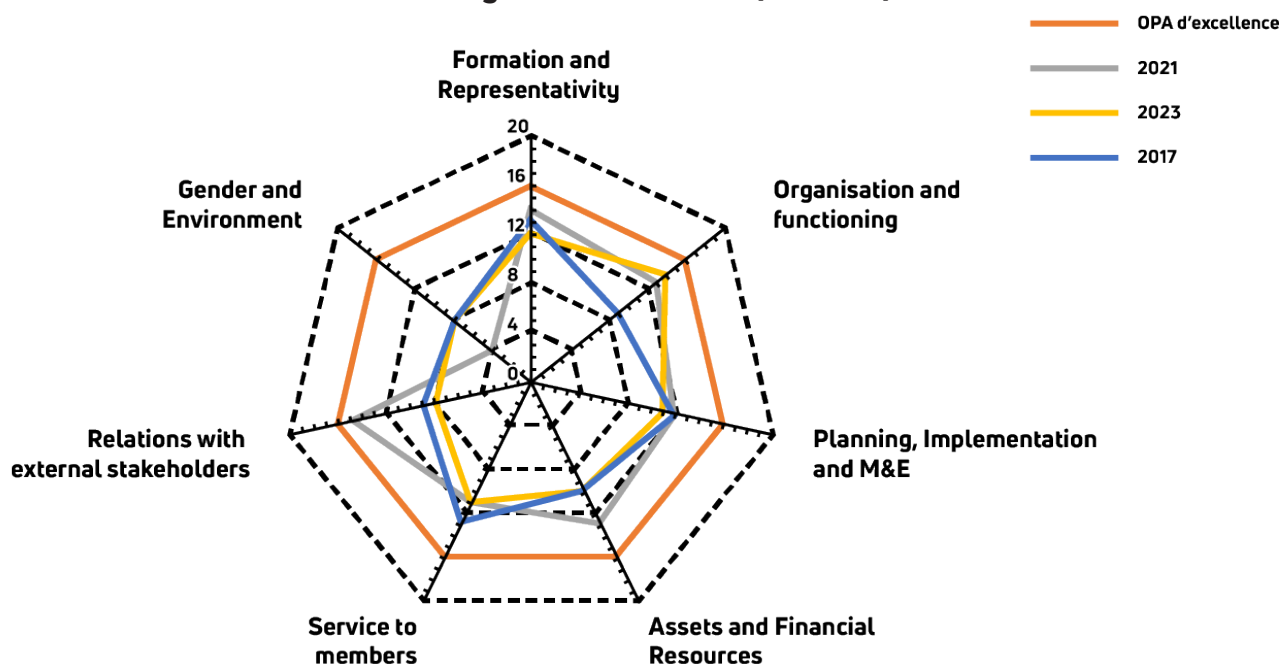 OPA d'excellence
2021
2023
2017
Formation and
Representativity
20
16
12
8
4
0
Gender and
Environment
Organisation and
functioning
Relations with
external stakeholders
Planning, Implementation
and M&E
Service to
members
Assets and Financial
Resources